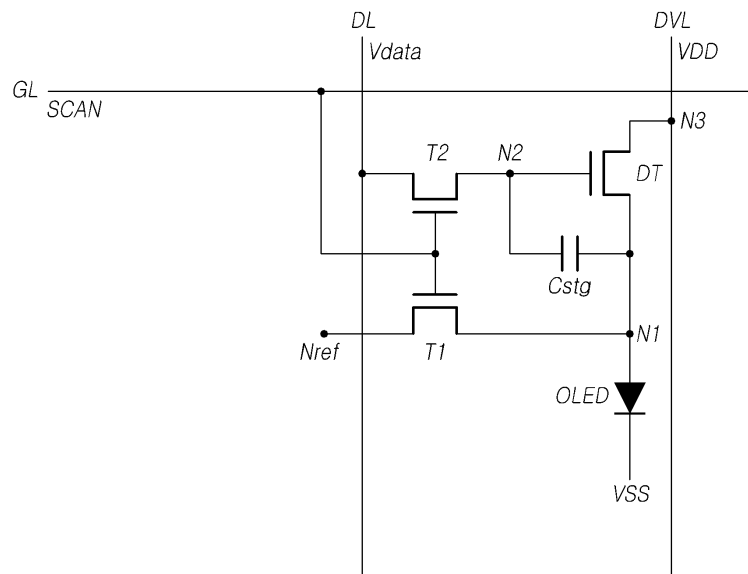 DL
DVL
Vdata
VDD
GL
SCAN
N3
T2
N2
DT
Cstg
Nref
T1
N1
OLED
VSS